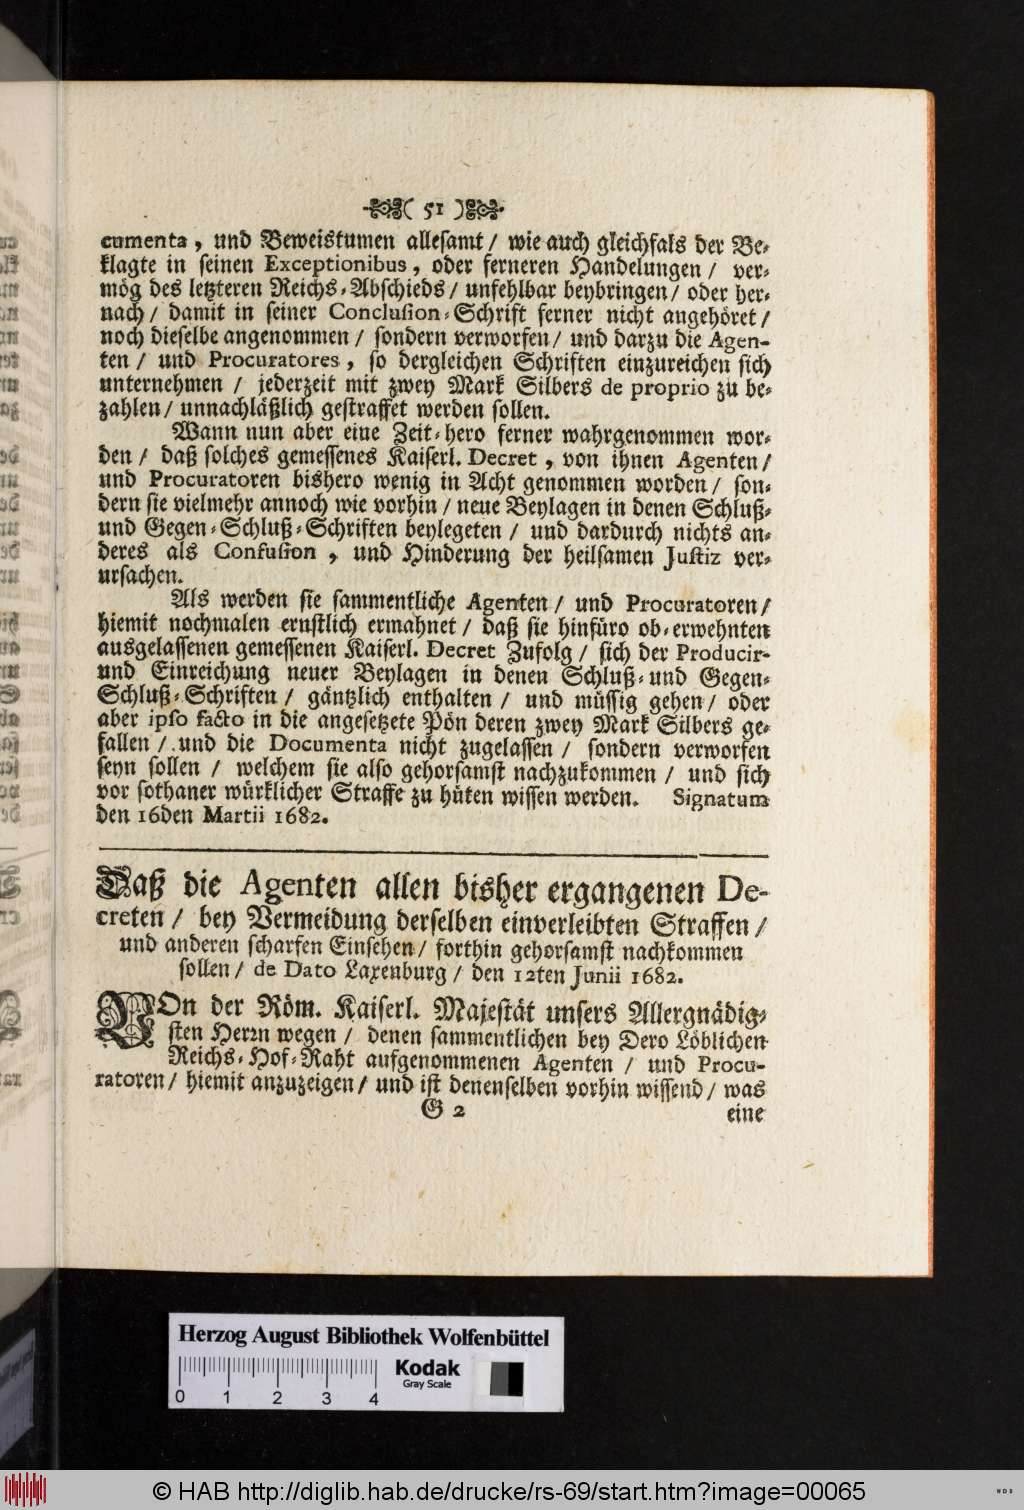 ( 51 )
cumenta, und Beweistumen allesamt / wie auch gleichfals der Be-
klagte in seinen Exceptionibus, oder ferneren Handelungen / ver-
mög des letzteren Reichs-Abschieds / unfehlbar beybringen / oder her-
nach / damit in seiner Conclusion-Schrift ferner nicht angehöret /
noch dieselbe angenommen / sondern verworfen / und darzu die Agen-
ten / und Procuratores, so dergleichen Schriften einzureichen sich
unternehmen / jederzeit mit zwey Mark Silbers de proprio zu be-
zahlen / unnachläßlich gestraffet werden sollen.
Wann nun aber eine Zeit-hero ferner wahrgenommen wor-
den / daß solches gemessenes Kaiserl. Decret, von ihnen Agenten /
und Procuratoren bishero wenig in Acht genommen worden / son-
dern sie vielmehr annoch wie vorhin / neue Beylagen in denen Schluß-
und Gegen-Schluß-Schriften beylegeten / und dardurch nichts an-
deres als Confusion, und Hinderung der heilsamen Justiz ver-
ursachen.
Als werden sie sammentliche Agenten / und Procuratoren /
hiemit nochmalen ernstlich ermahnet / daß sie hinfüro ob-erwehnten
ausgelassenen gemessenen Kaiserl. Decret Zufolg / sich der Producir-
und Einreichung neuer Beylagen in denen Schluß- und Gegen-
Schluß-Schriften / gäntzlich enthalten / und müssig gehen / oder
aber ipso facto in die angesetzete Pön deren zwey Mark Silbers ge-
fallen / und die Documenta nicht zugelassen / sondern verworfen
seyn sollen / welchem sie also gehorsamst nachzukommen / und sich
vor sothaner würklicher Straffe zu hüten wissen werden. Signatum
den 16den Martii 1682.
Daß die Agenten allen bisher ergangenen De-
creten / bey Vermeidung derselben einverleibten Straffen /
und anderen scharfen Einsehen / forthin gehorsamst nachkommen
sollen / de Dato Laxenburg / den 12ten Junii 1682.
VOn der Röm. Kaiserl. Majestät unsers Allergnädig-
sten Herrn wegen / denen sammentlichen bey Dero Löblichen
Reichs-Hof-Raht aufgenommenen Agenten / und Procu-
ratoren / hiemit anzuzeigen / und ist denenselben vorhin wissend / was
G 2 eine
Herzog August Bibliothek Wolfenbüttel
Kodak
Gray Scale
0 1 2 3 4
© HAB http://diglib.hab.de/drucke/rs-69/start.htm?image=00065